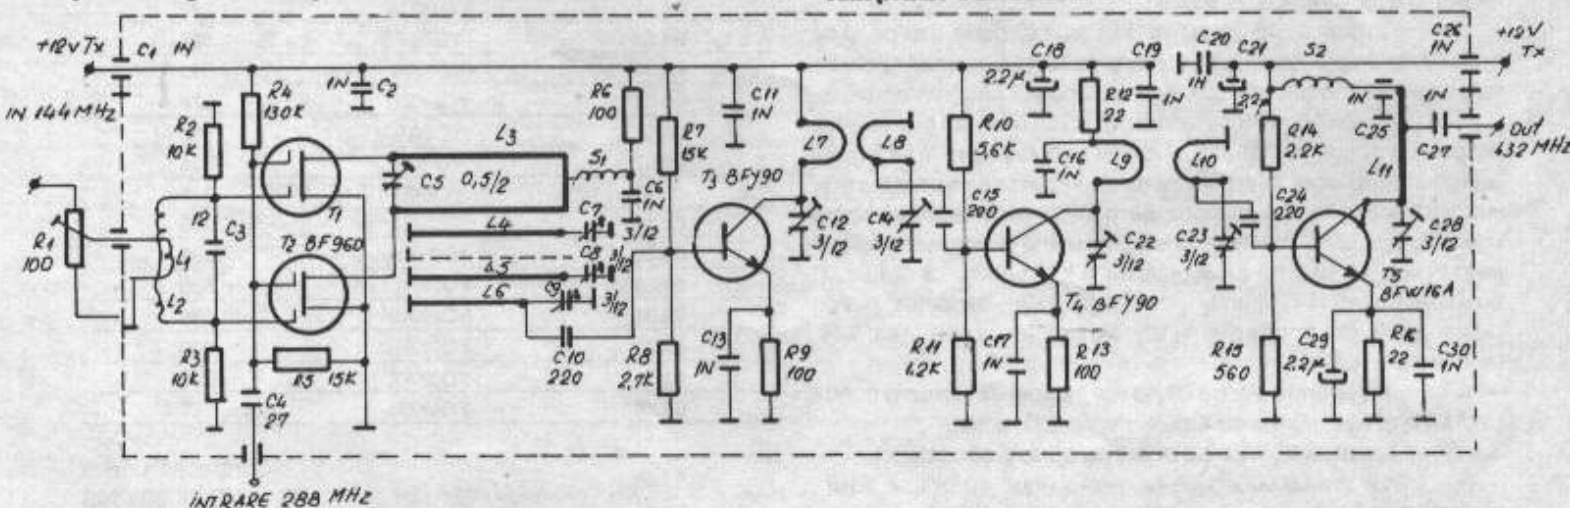 +12V Tx
C1 1N
IN 144 MHz
R1
100
R2
10K
R4
130K
12
C3
L1
L2
R3
10K
1N
C2
T1
T2 BF960
R5
15K
C4
27
INTRARE 288 MHz
L3
C5
0,5/2
S1
R6
100
C6
1N
L4
C7
3/12
C8
3/12
L5
L6
C9
3/12
C10
220
R7
15K
R8
2,7K
C11
1N
T3 BFY90
C13
1N
R9
100
L7
C12
3/12
L8
C14
3/12
C15
200
R10
5,6K
R11
1,2K
C18
2.2μ
C16
1N
R12
22
C19
1N
L9
T4 BFY90
C17
1N
R13
100
C22
3/12
C20
1H
C21
22μ
L10
C23
3/12
C24
220
R14
2,2K
R15
560
S2
1N
C25
L11
C26
1N
+12V
Tx
1N
C27
Out
432 MHz
C28
3/12
T5
BFW16A
C29
2,2μ
R16
22
C30
1N